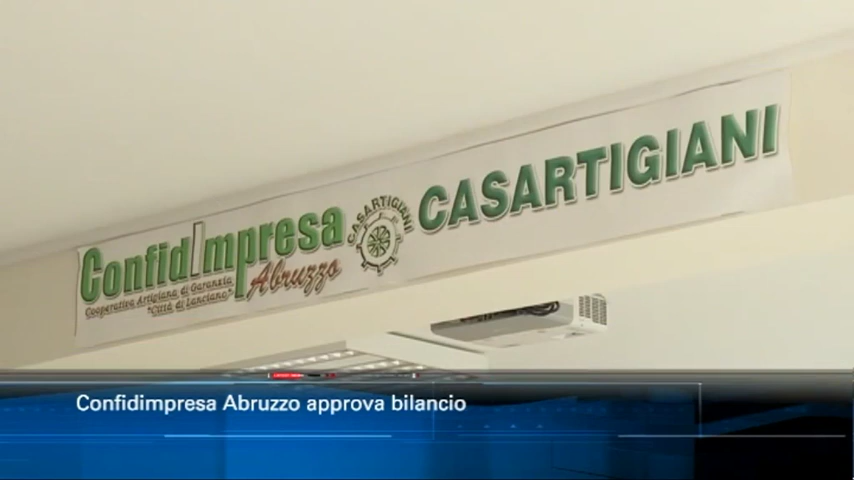 CASARTIGIANI
Confidimpresa
Abruzzo
Cooperativa Artigiana di Garanzia
"Città di Lanciano"
CASARTIGIANI
Confidimpresa Abruzzo approva bilancio